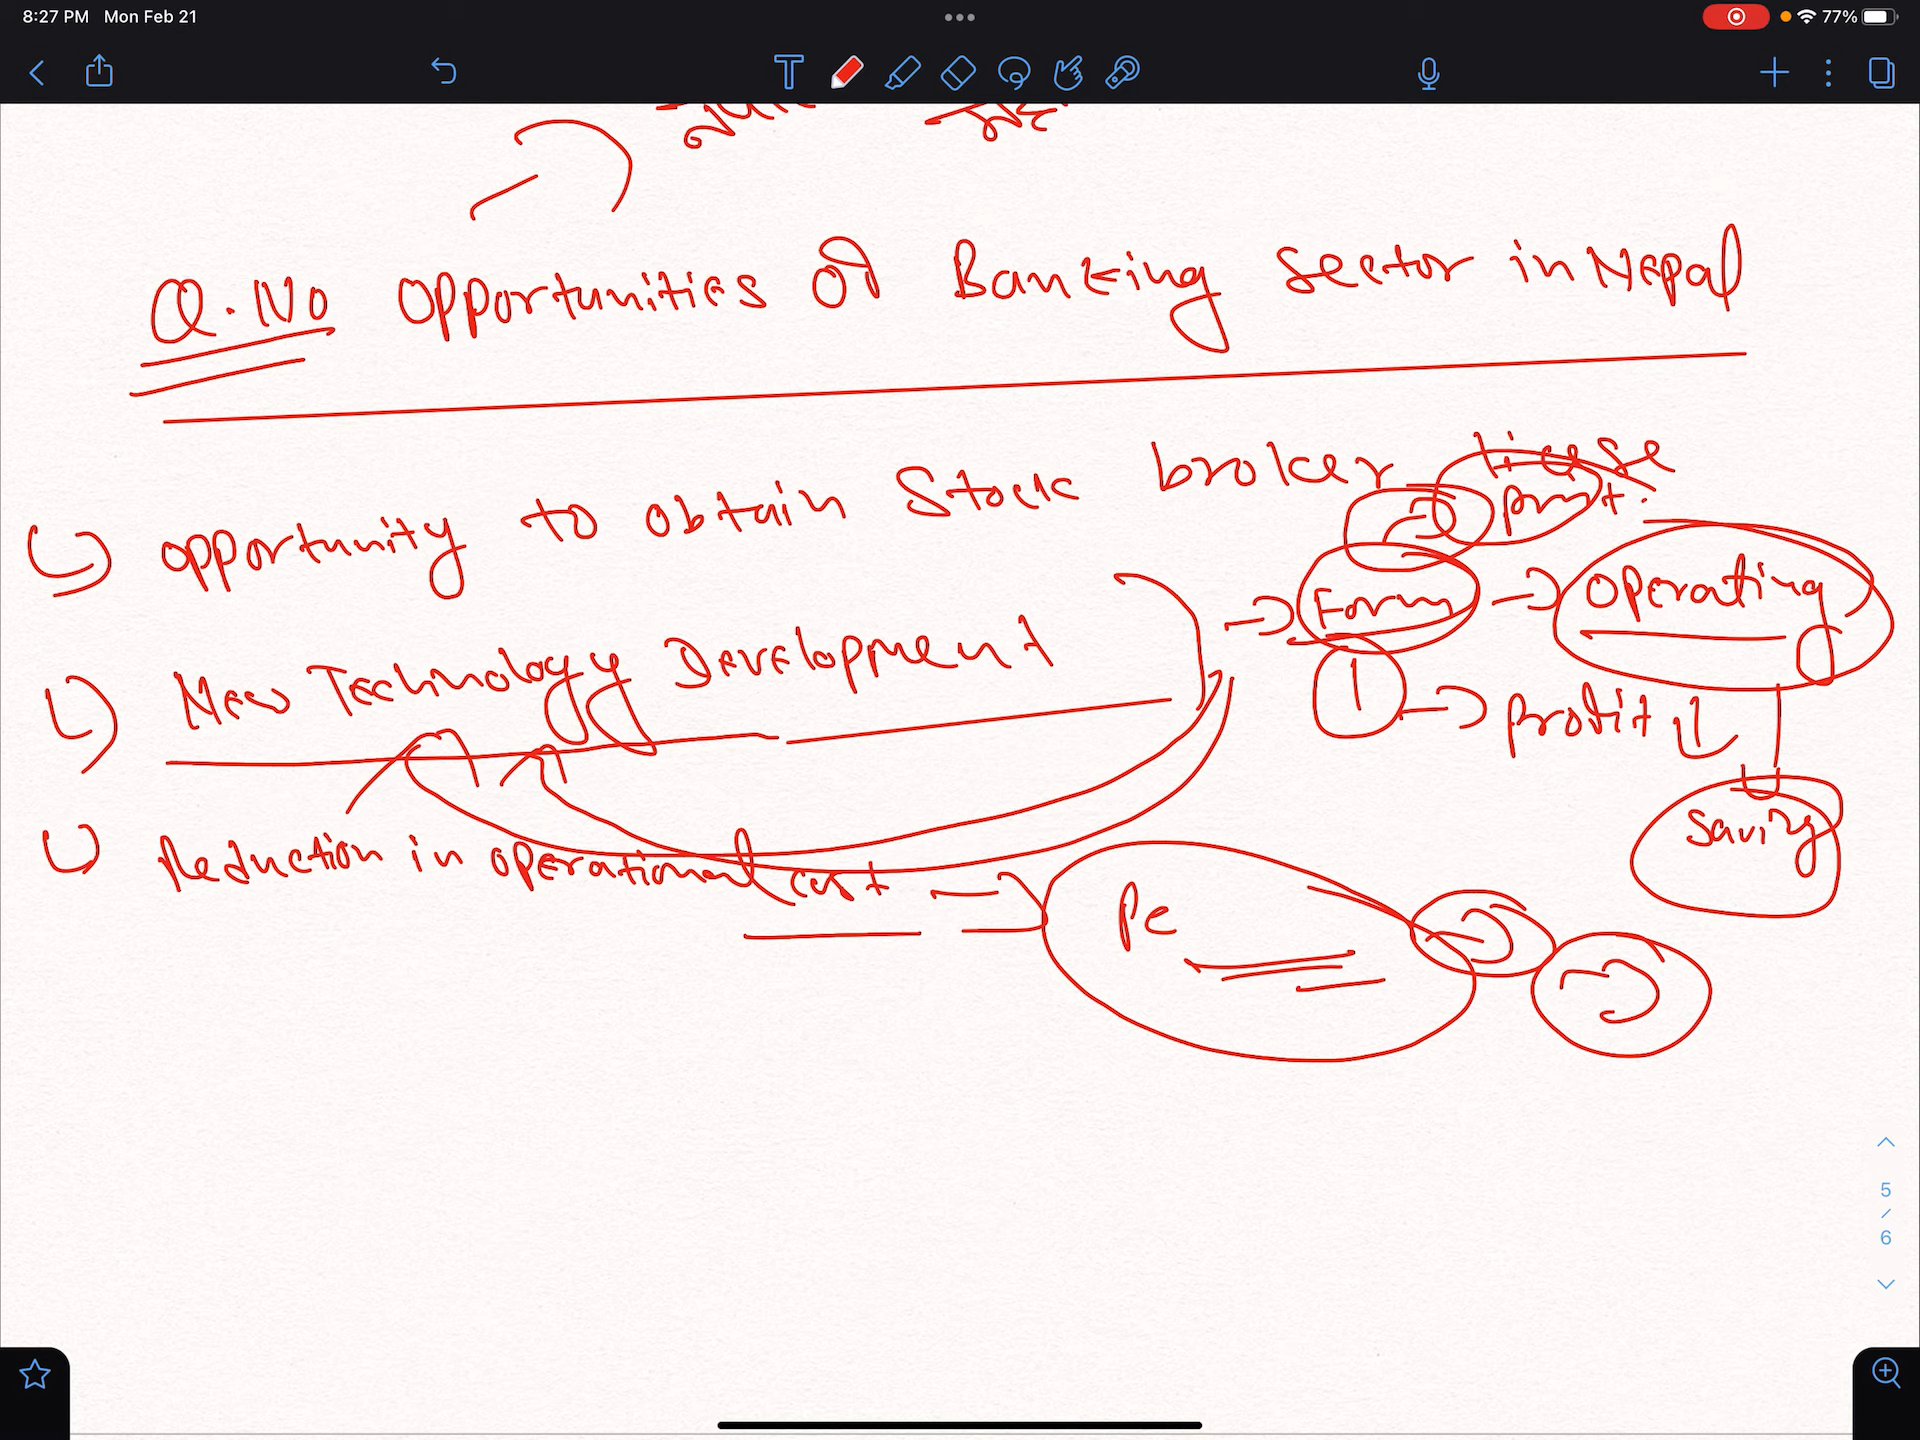 8:27 PM Mon Feb 21
77%
Q. No Opportunities of Banking Sector in Nepal
opportunity to obtain Stock broker
Form
operating
New Technology Development
1
profit
Saving
Reduction in operational cost
5
/
6